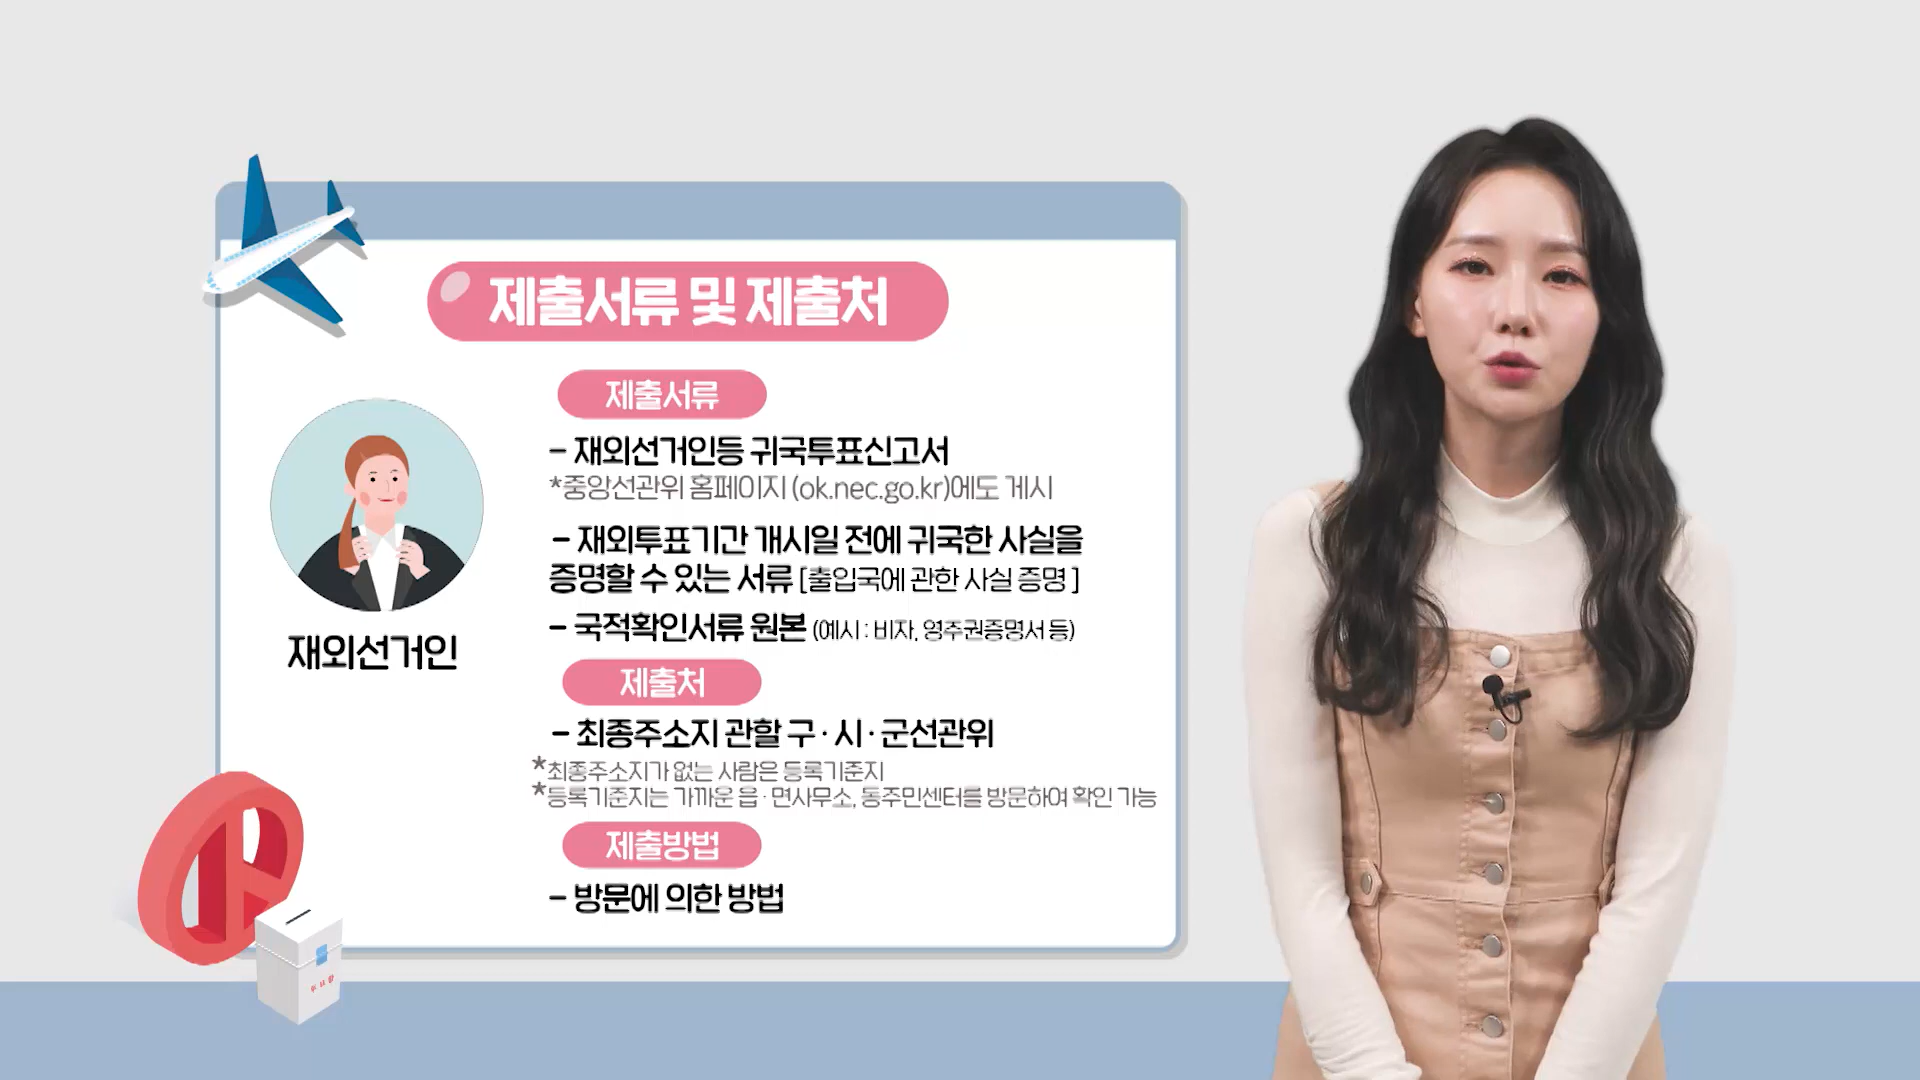 제출서류 및 제출처
제출서류
- 재외선거인등 귀국투표신고서
*중앙선관위 홈페이지 (ok.nec.go.kr)에도 게시
- 재외투표기간 개시일 전에 귀국한 사실을
증명할 수 있는 서류 [출입국에 관한 사실 증명]
- 국적확인서류 원본 (예시 : 비자, 영주권증명서 등)
재외선거인
제출처
- 최종주소지 관할 구·시·군선관위
*최종주소지가 없는 사람은 등록기준지
*등록기준지는 가까운 읍·면사무소, 동주민센터를 방문하여 확인 가능
제출방법
- 방문에 의한 방법
투표함